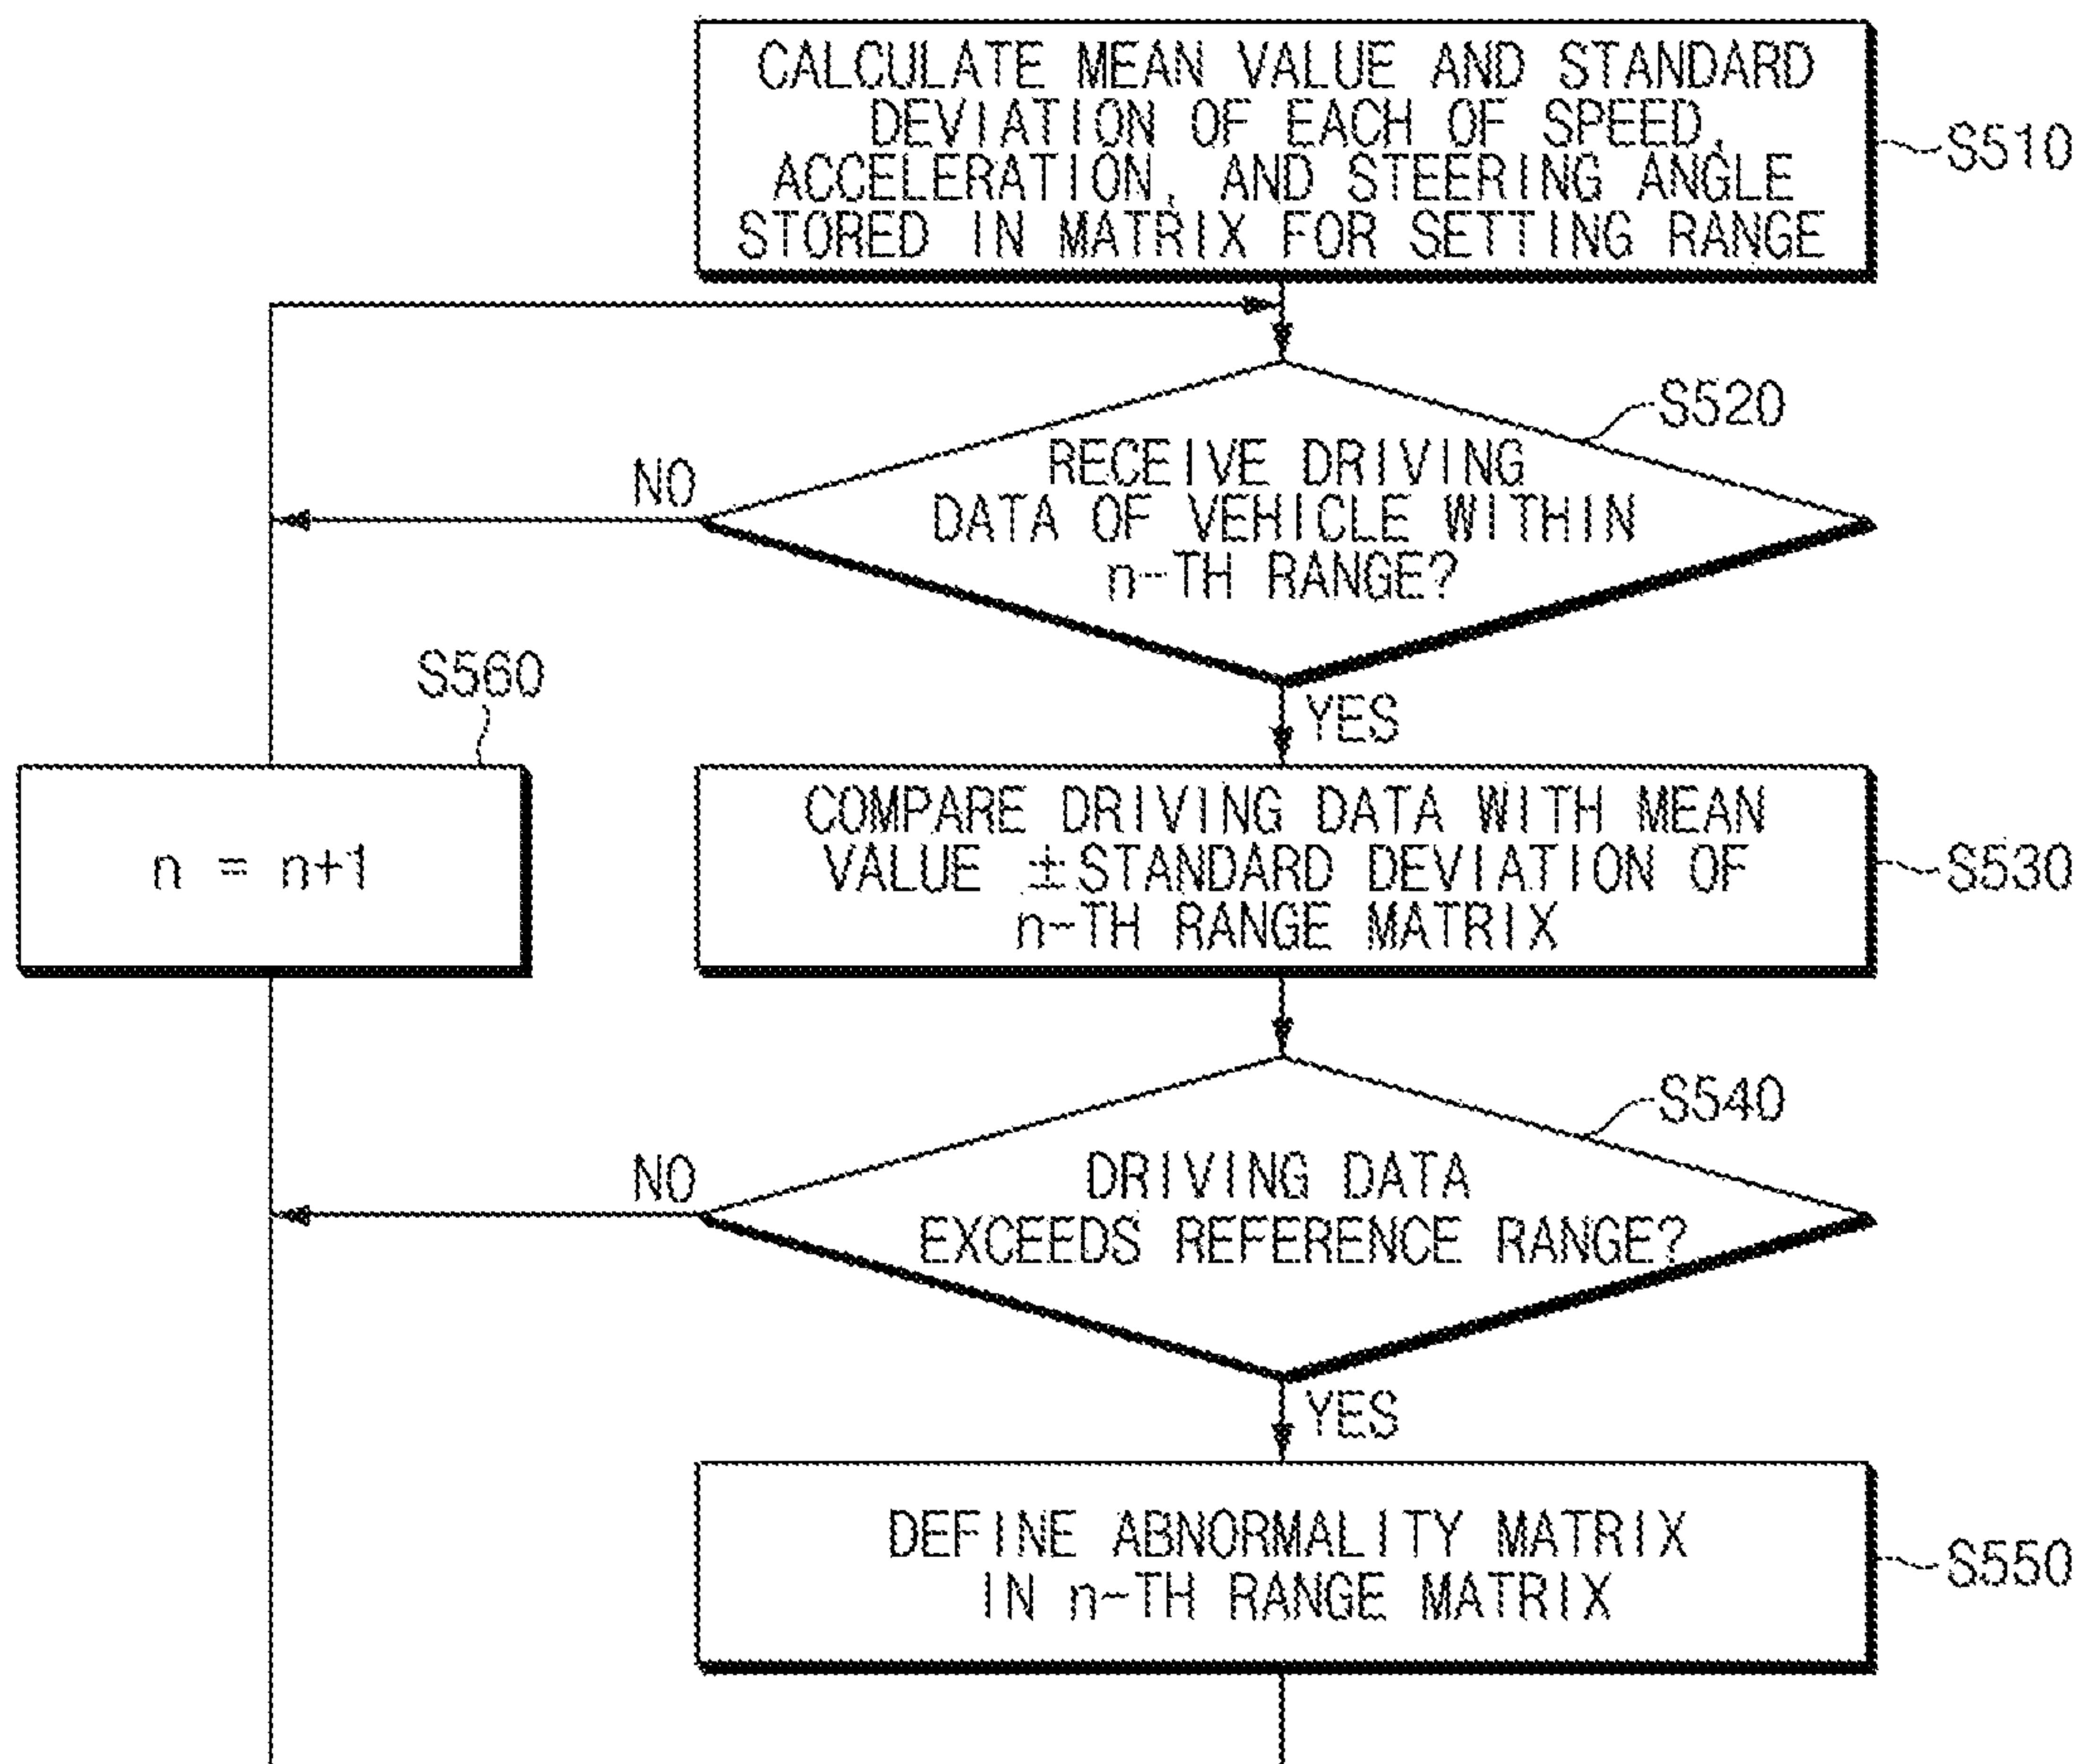 CALCULATE MEAN VALUE AND STANDARD
DEVIATION OF EACH OF SPEED,
ACCELERATION, AND STEERING ANGLE
STORED IN MATRIX FOR SETTING RANGE
S510
S520
RECEIVE DRIVING
DATA OF VEHICLE WITHIN
n-TH RANGE?
NO
YES
S560
n = n+1
COMPARE DRIVING DATA WITH MEAN
VALUE ±STANDARD DEVIATION OF
n-TH RANGE MATRIX
S530
S540
DRIVING DATA
EXCEEDS REFERENCE RANGE?
NO
YES
DEFINE ABNORMALITY MATRIX
IN n-TH RANGE MATRIX
S550